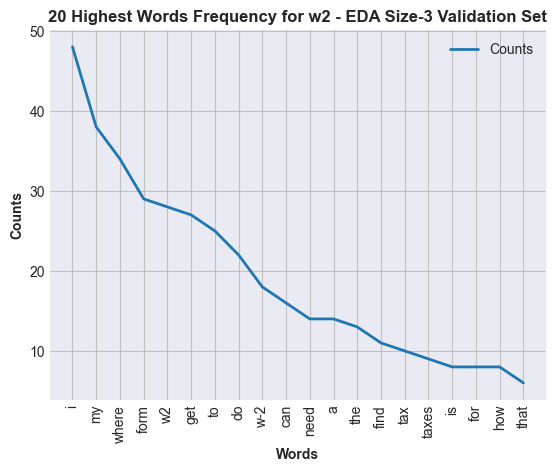 20 Highest Words Frequency for w2 - EDA Size-3 Validation Set
Counts
50
40
30
20
10
Counts
i
my
where
form
w2
get
to
do
w-2
can
need
a
the
find
tax
taxes
is
for
how
that
Words